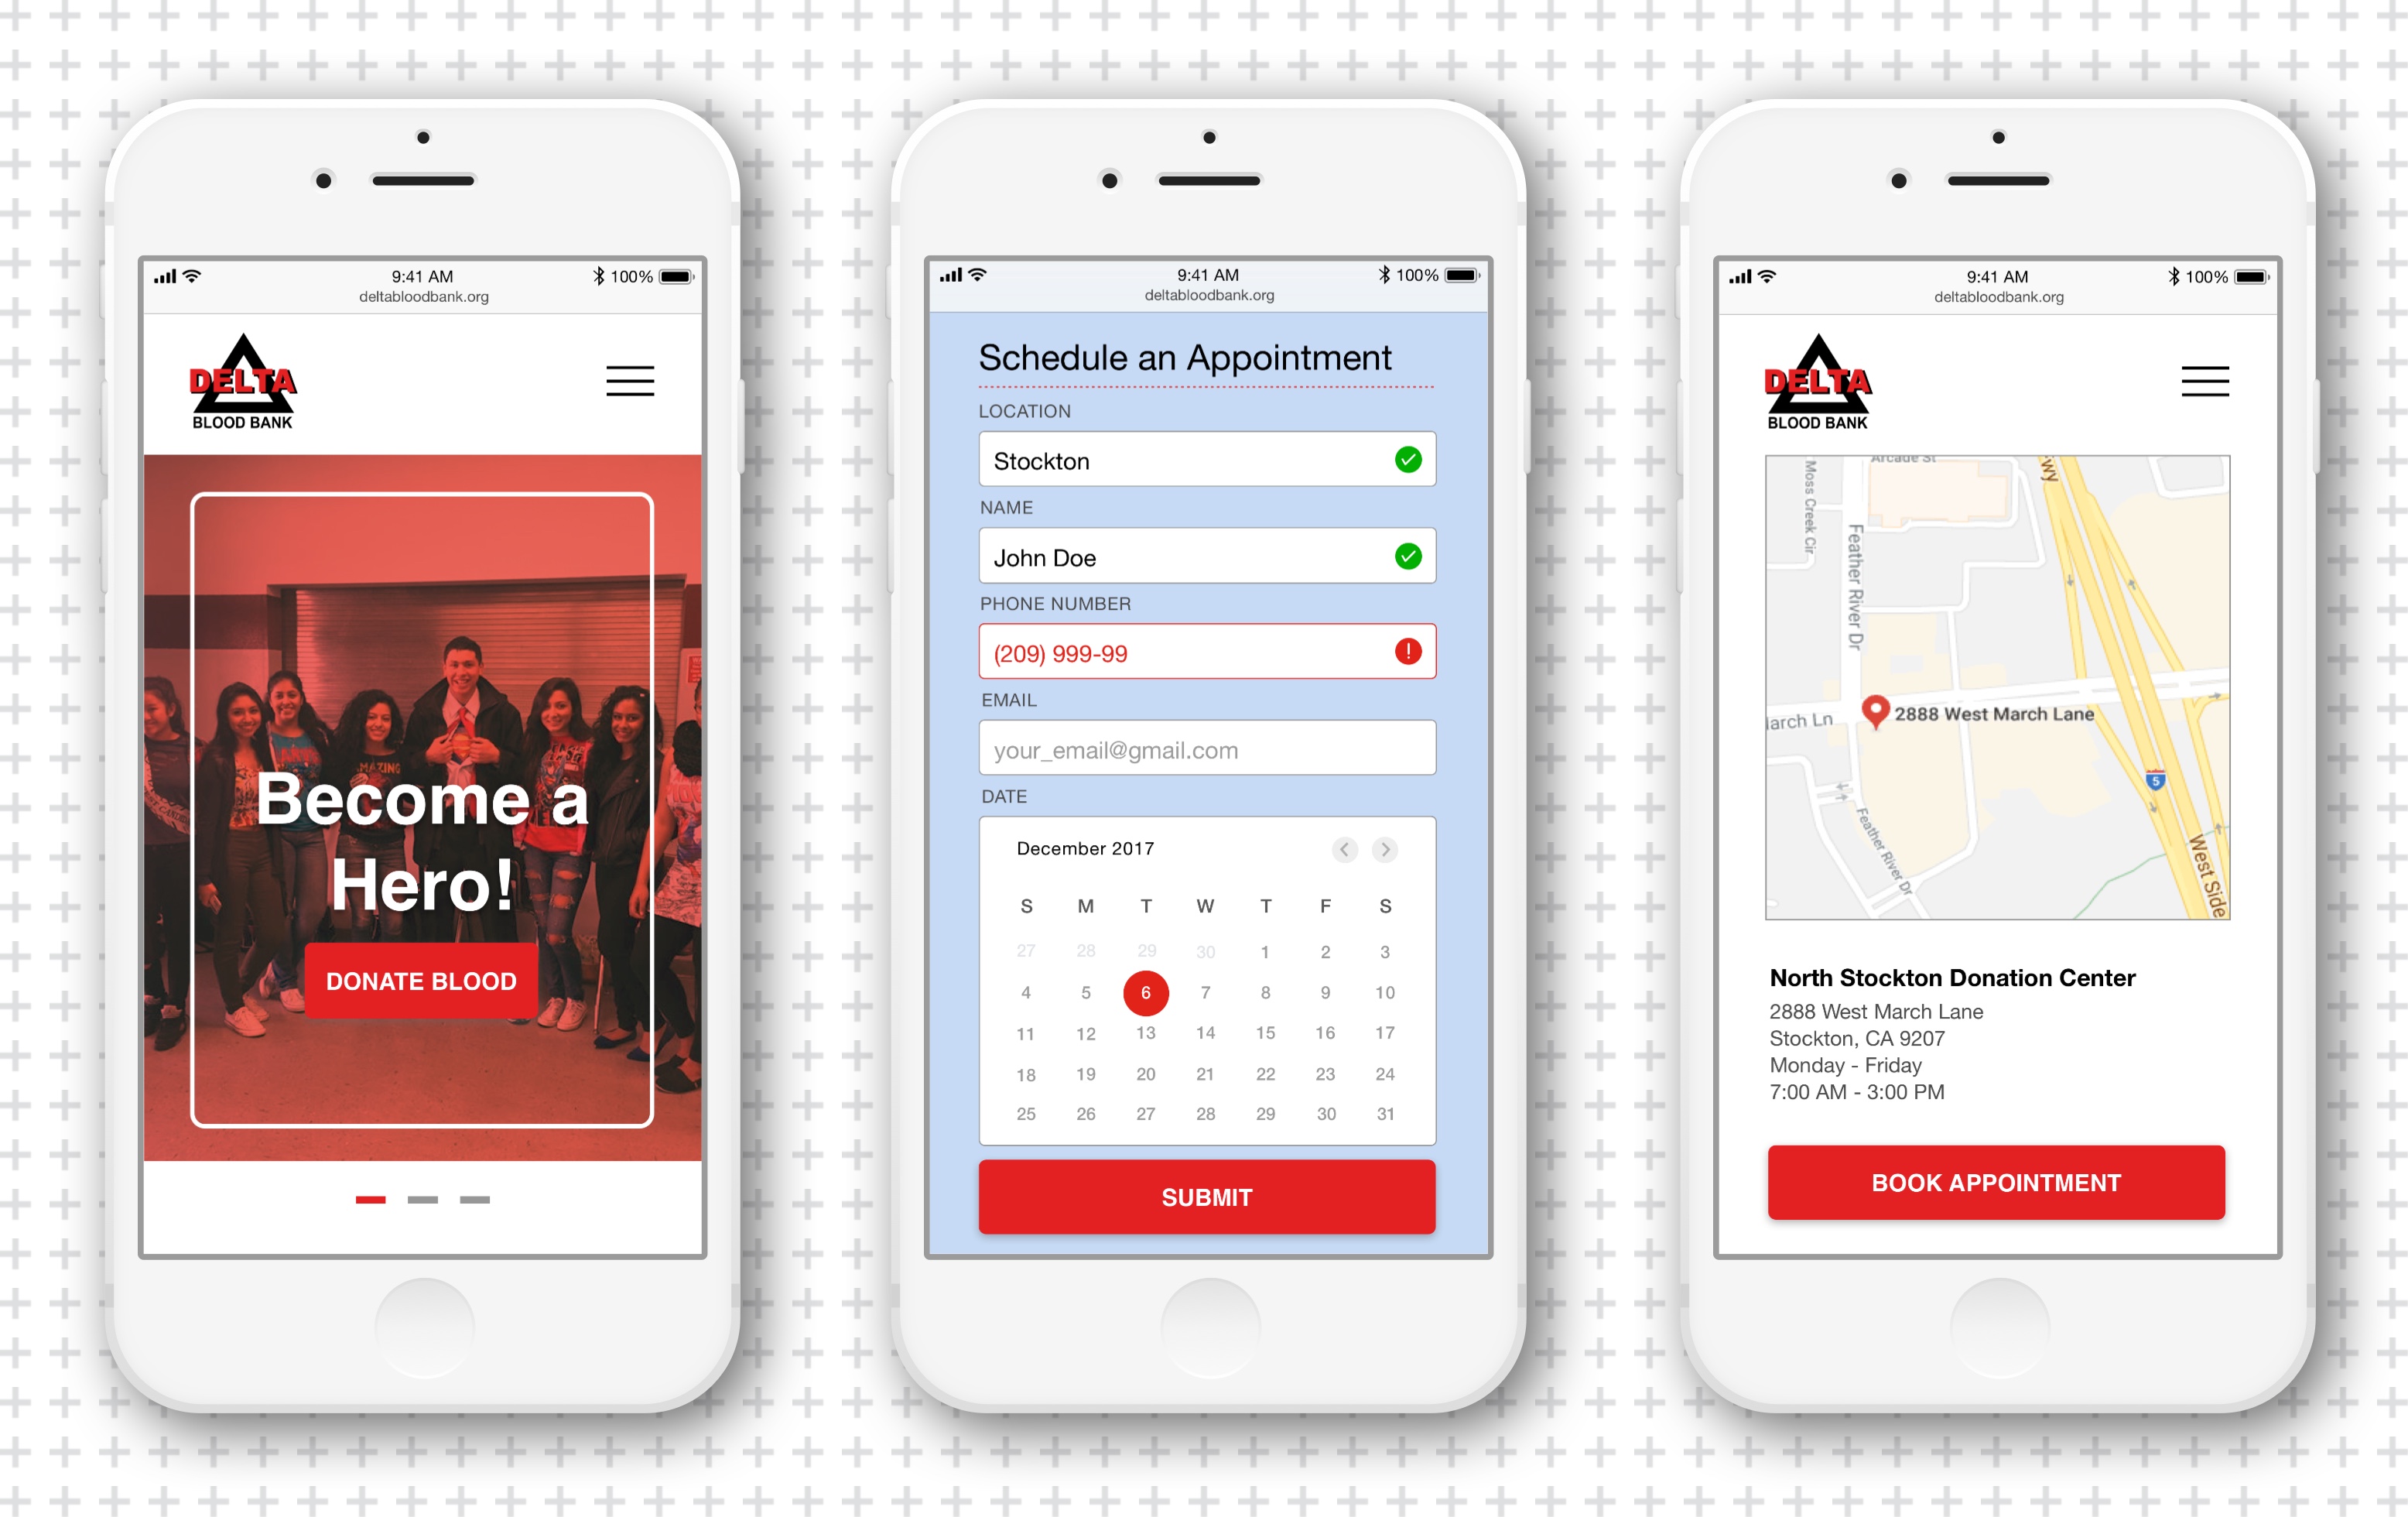 9:41 AM
100%
deltabloodbank.org
DELTA
BLOOD BANK
AMAZING
Become a
Hero!
DONATE BLOOD
9:41 AM
100%
deltabloodbank.org
Schedule an Appointment
LOCATION
Stockton
NAME
John Doe
PHONE NUMBER
(209) 999-99
!
EMAIL
your_email@gmail.com
DATE
December 2017
S M T W T F S
27 28 29 30 1 2 3
4 5 6 7 8 9 10
11 12 13 14 15 16 17
18 19 20 21 22 23 24
25 26 27 28 29 30 31
SUBMIT
9:41 AM
100%
deltabloodbank.org
DELTA
BLOOD BANK
Arcade St
Moss Creek Cir
wy
Feather River Dr
arch Ln
2888 West March Lane
5
Feather River Dr
West Side
North Stockton Donation Center
2888 West March Lane
Stockton, CA 9207
Monday - Friday
7:00 AM - 3:00 PM
BOOK APPOINTMENT